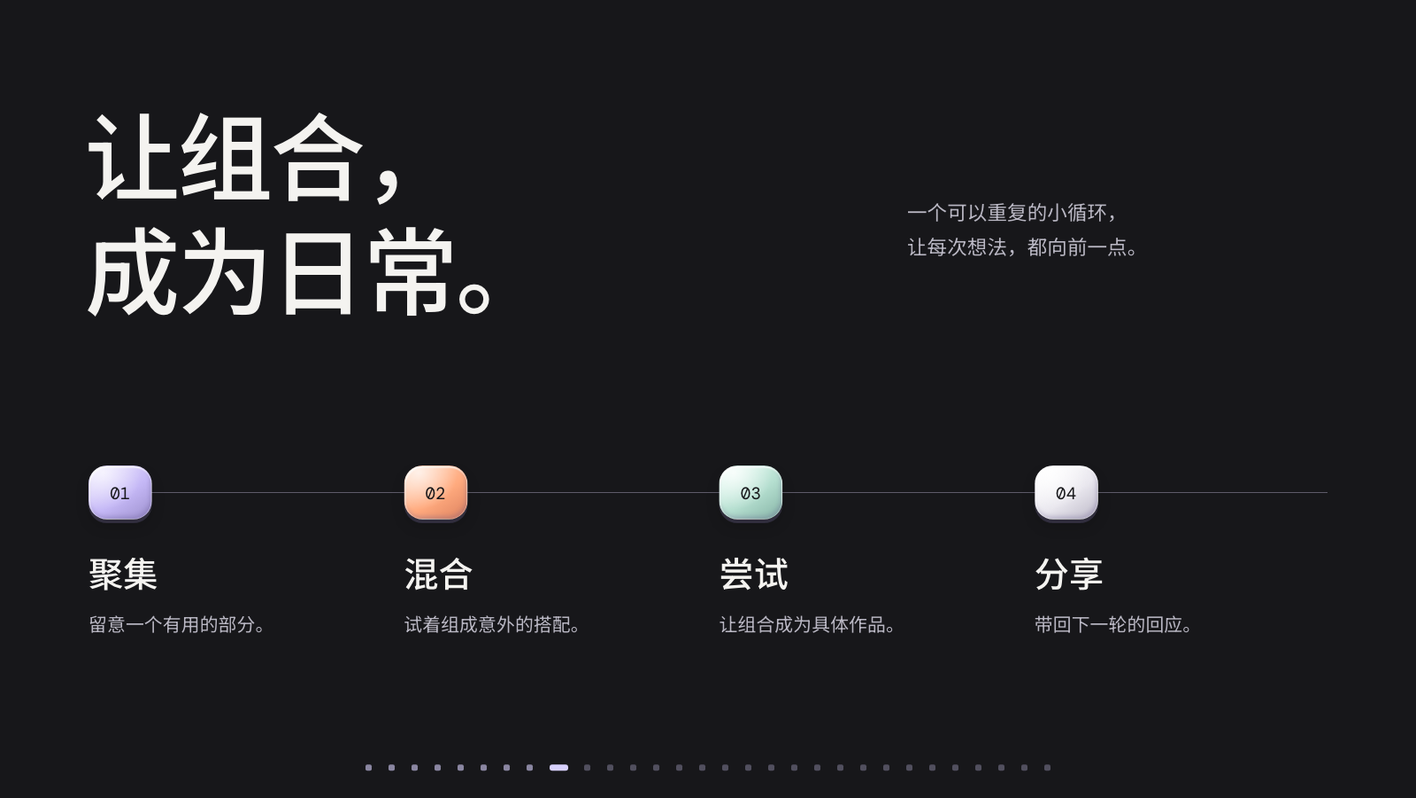 让组合，
成为日常。
一个可以重复的小循环，
让每次想法，都向前一点。
01
02
03
04
聚集
混合
尝试
分享
留意一个有用的部分。
试着组成意外的搭配。
让组合成为具体作品。
带回下一轮的回应。